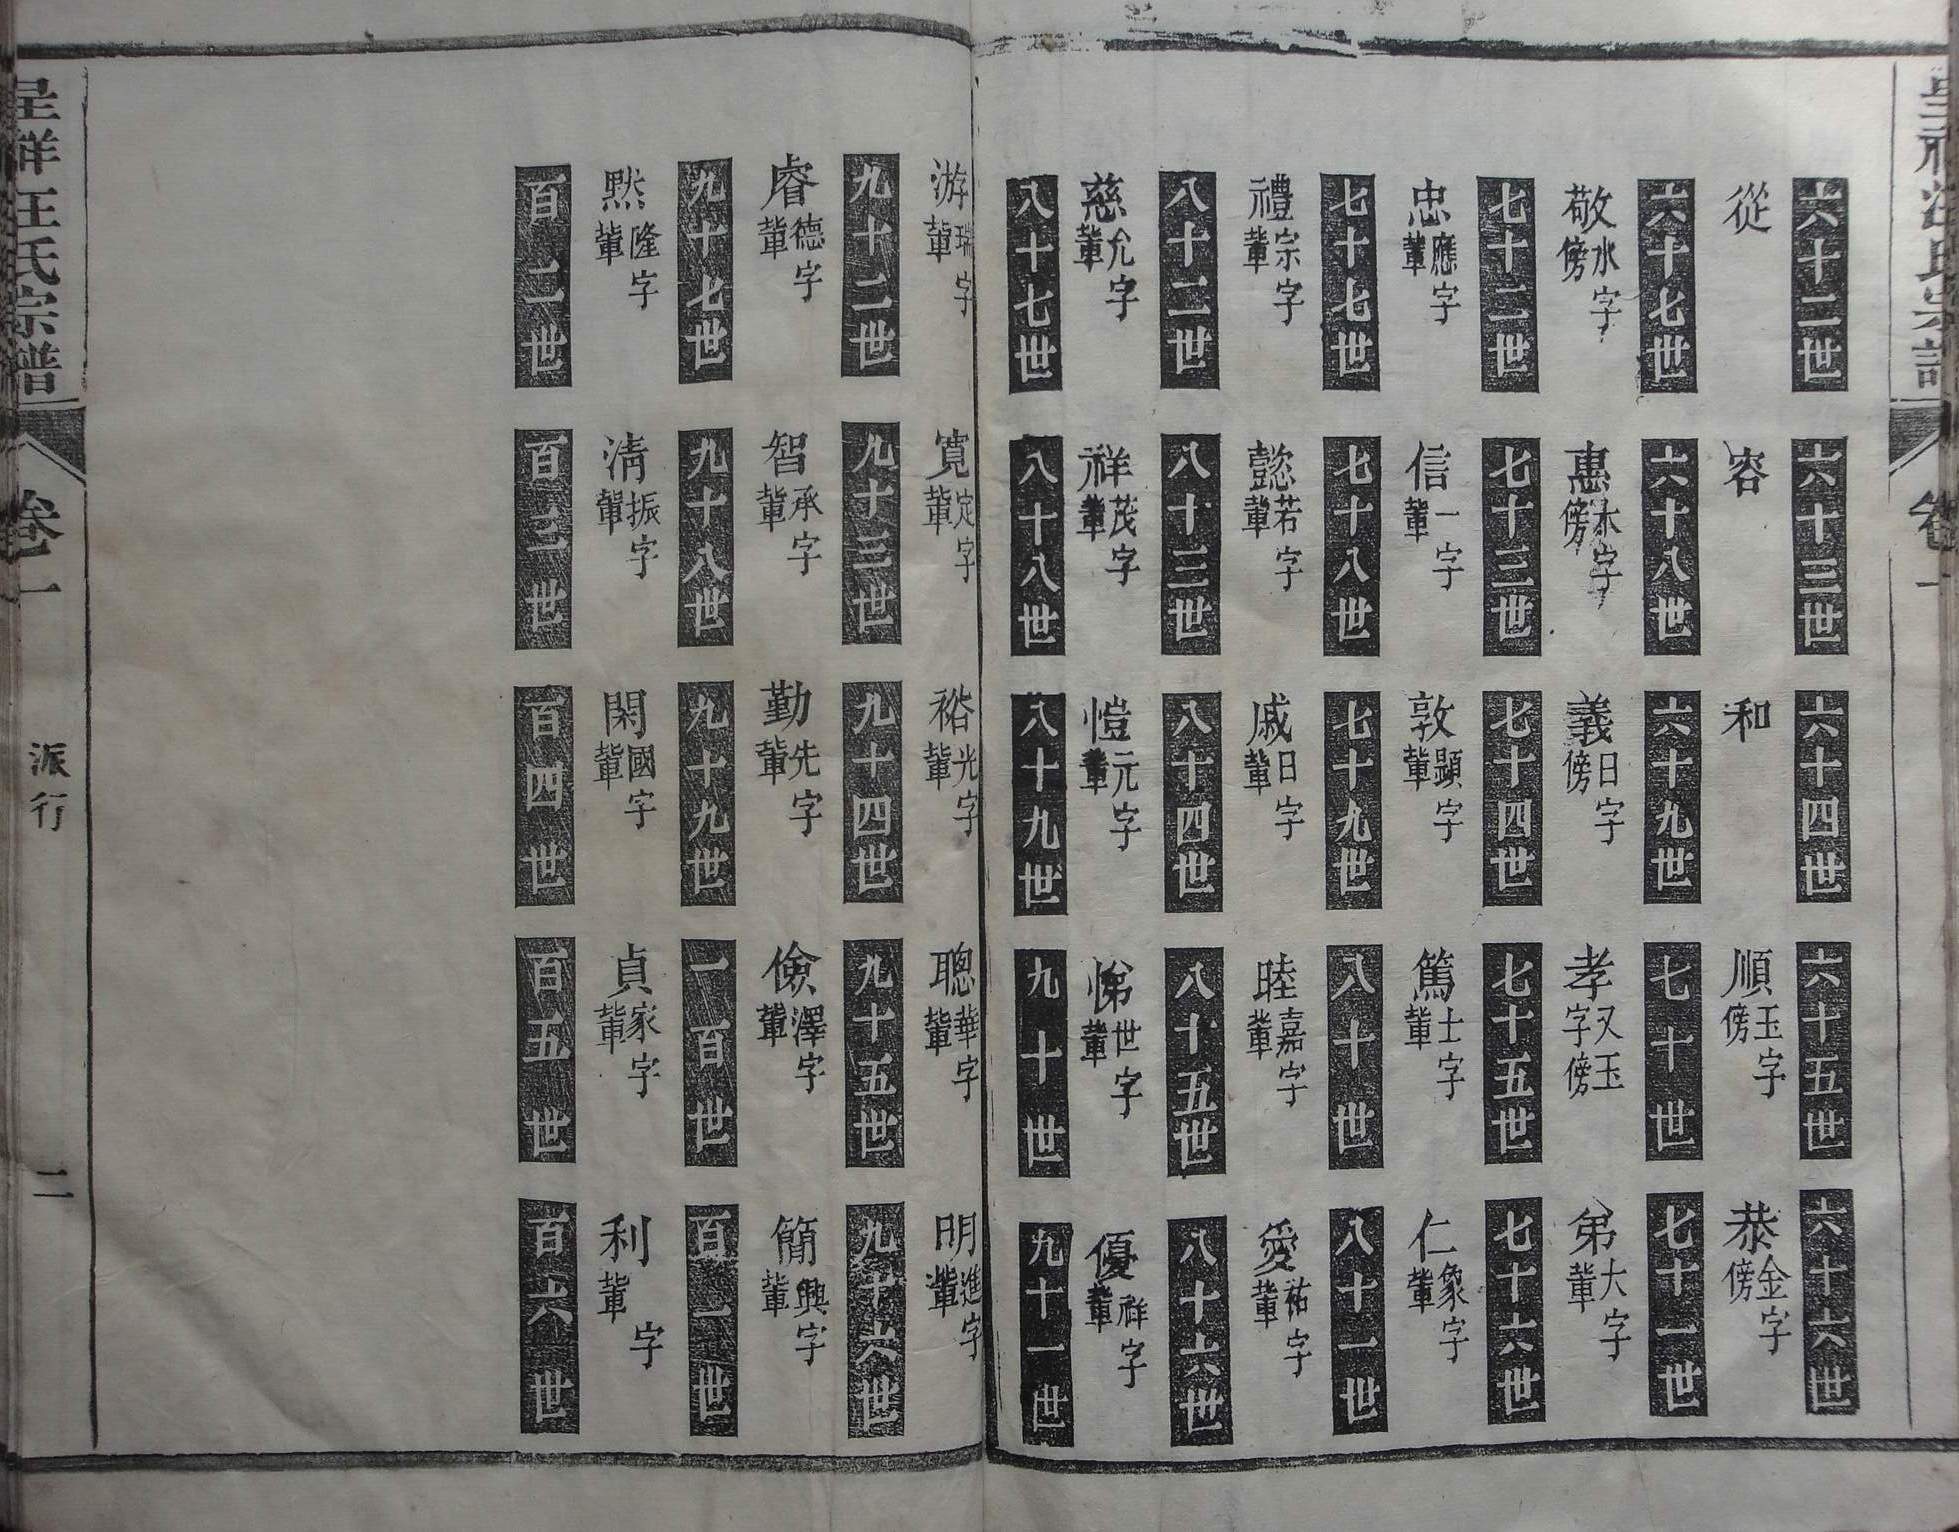 六十二世
六十三世
六十四世
六十五世
六十六世
從
容
和
順玉字傍
恭金字傍
六十七世
六十八世
六十九世
七十世
七十一世
敬水字傍
惠木字傍
義日字傍
孝又玉字傍
弟大字輩
七十二世
七十三世
七十四世
七十五世
七十六世
忠應字輩
信一字輩
敦顕字輩
篤士字輩
仁象字輩
七十七世
七十八世
七十九世
八十世
八十一世
禮宗字輩
懿若字輩
戚日字輩
睦嘉字輩
愛祐字輩
八十二世
八十三世
八十四世
八十五世
八十六世
慈允字輩
祥茂字輩
愷元字輩
悌世字輩
優祥字輩
八十七世
八十八世
八十九世
九十世
九十一世
游瑞字輩
寬定字輩
裕光字輩
聰華字輩
明進字輩
九十二世
九十三世
九十四世
九十五世
九十六世
睿德字輩
智承字輩
勤先字輩
儉澤字輩
簡興字輩
九十七世
九十八世
九十九世
一百世
百一世
㸃隆字輩
淸振字輩
閑國字輩
貞家字輩
利字輩
百二世
百三世
百四世
百五世
百六世
呈祥汪氏宗譜
卷一
派行
二